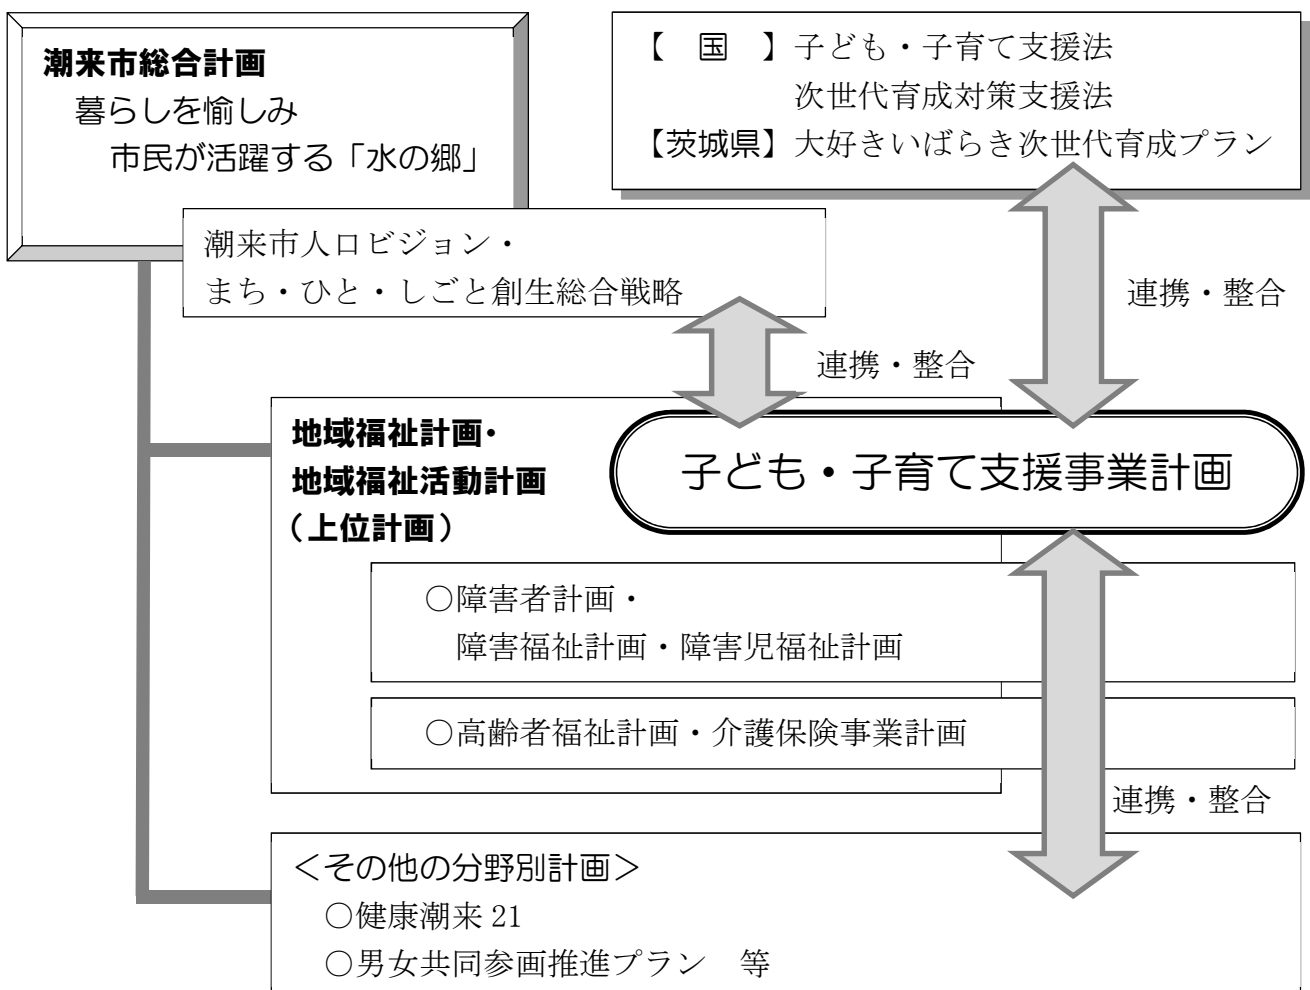 潮来市総合計画
暮らしを愉しみ
市民が活躍する「水の郷」
【　国　】子ども・子育て支援法
次世代育成対策支援法
【茨城県】大好きいばらき次世代育成プラン
潮来市人口ビジョン・
まち・ひと・しごと創生総合戦略
連携・整合
連携・整合
地域福祉計画・
地域福祉活動計画
（上位計画）
子ども・子育て支援事業計画
○障害者計画・
障害福祉計画・障害児福祉計画
○高齢者福祉計画・介護保険事業計画
連携・整合
＜その他の分野別計画＞
○健康潮来 21
○男女共同参画推進プラン　等